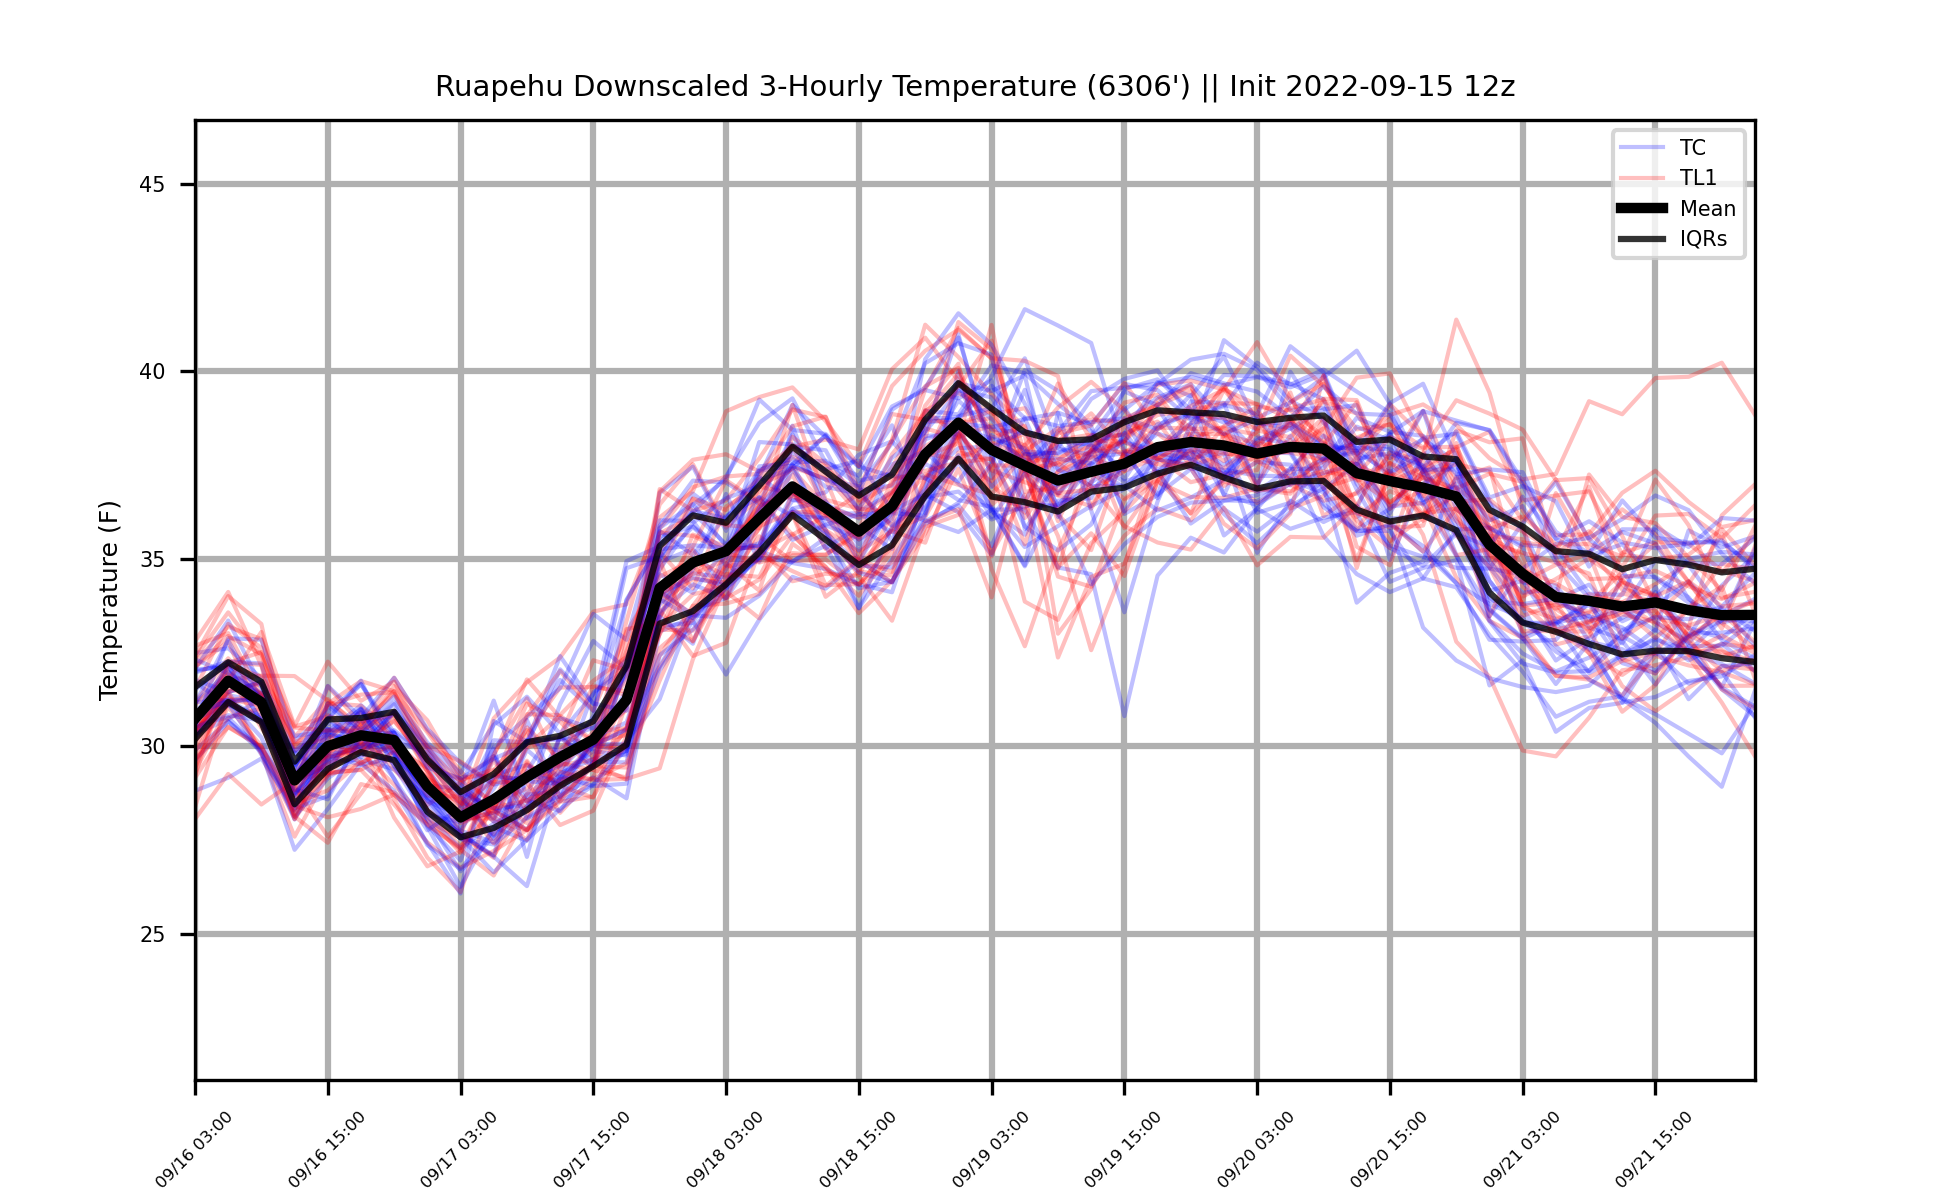 Ruapehu Downscaled 3-Hourly Temperature (6306') || Init 2022-09-15 12z
TC
TL1
Mean
IQRs
Temperature (F)
45
40
35
30
25
09/16 03:00
09/16 15:00
09/17 03:00
09/17 15:00
09/18 03:00
09/18 15:00
09/19 03:00
09/19 15:00
09/20 03:00
09/20 15:00
09/21 03:00
09/21 15:00